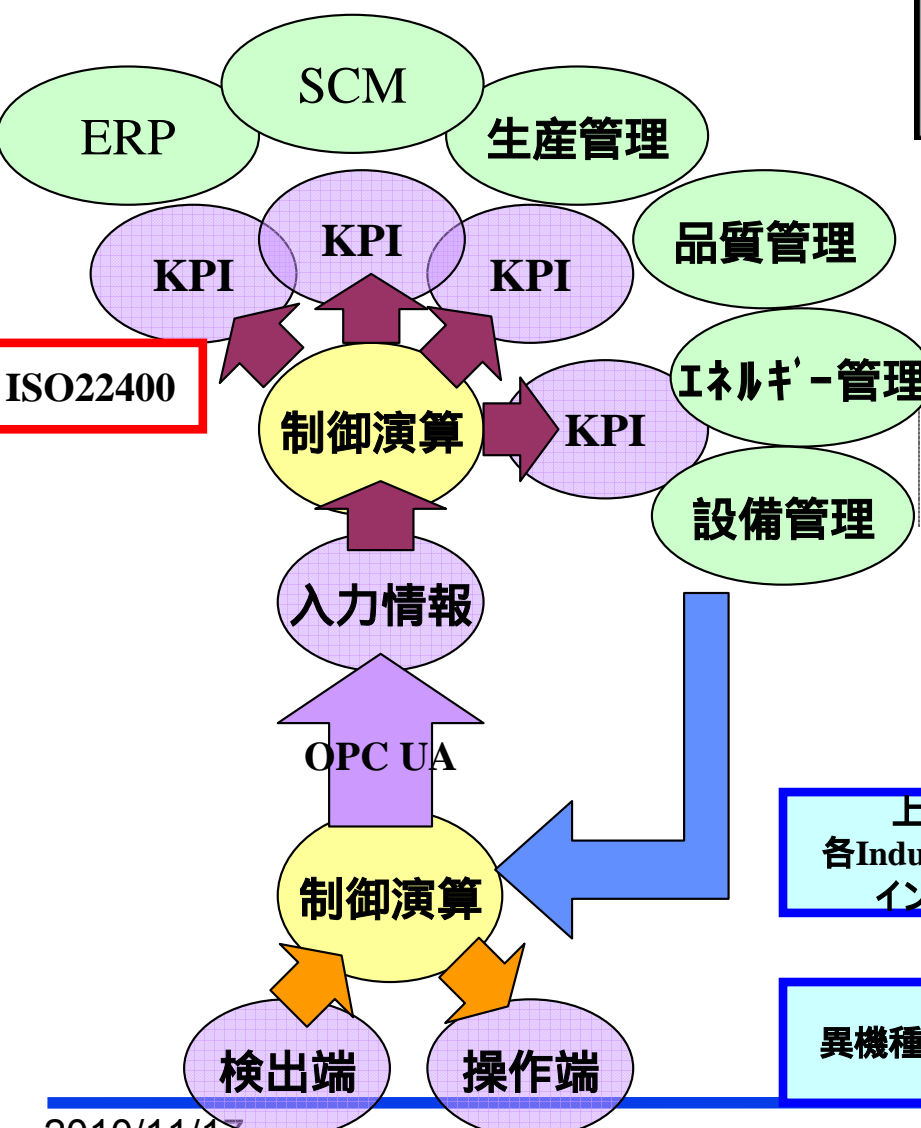 SCM
ERP
生産管理
KPI
KPI
KPI
品質管理
ISO22400
エネルギー管理
制御演算
KPI
設備管理
入力情報
OPC UA
上
各Indu
イン
制御演算
異機種
検出端
操作端
2010/11/17